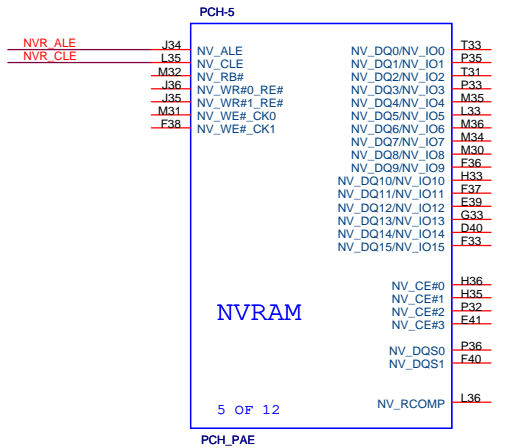 PCH-5
NVR_ALE J34 NV_ALE NV_DQ0/NV_IO0 T33
NVR_CLE L35 NV_CLE NV_DQ1/NV_IO1 P35
M32 NV_RB# NV_DQ2/NV_IO2 T31
J36 NV_WR#0_RE# NV_DQ3/NV_IO3 P33
J35 NV_WR#1_RE# NV_DQ4/NV_IO4 M35
M31 NV_WE#_CK0 NV_DQ5/NV_IO5 L33
F38 NV_WE#_CK1 NV_DQ6/NV_IO6 M36
NV_DQ7/NV_IO7 M34
NV_DQ8/NV_IO8 M30
NV_DQ9/NV_IO9 F36
NV_DQ10/NV_IO10 H33
NV_DQ11/NV_IO11 F37
NV_DQ12/NV_IO12 E39
NV_DQ13/NV_IO13 G33
NV_DQ14/NV_IO14 D40
NV_DQ15/NV_IO15 F33
NV_CE#0 H36
NV_CE#1 H35
NV_CE#2 P32
NV_CE#3 E41
NVRAM
NV_DQS0 P36
NV_DQS1 F40
NV_RCOMP L36
5 OF 12
PCH_PAE